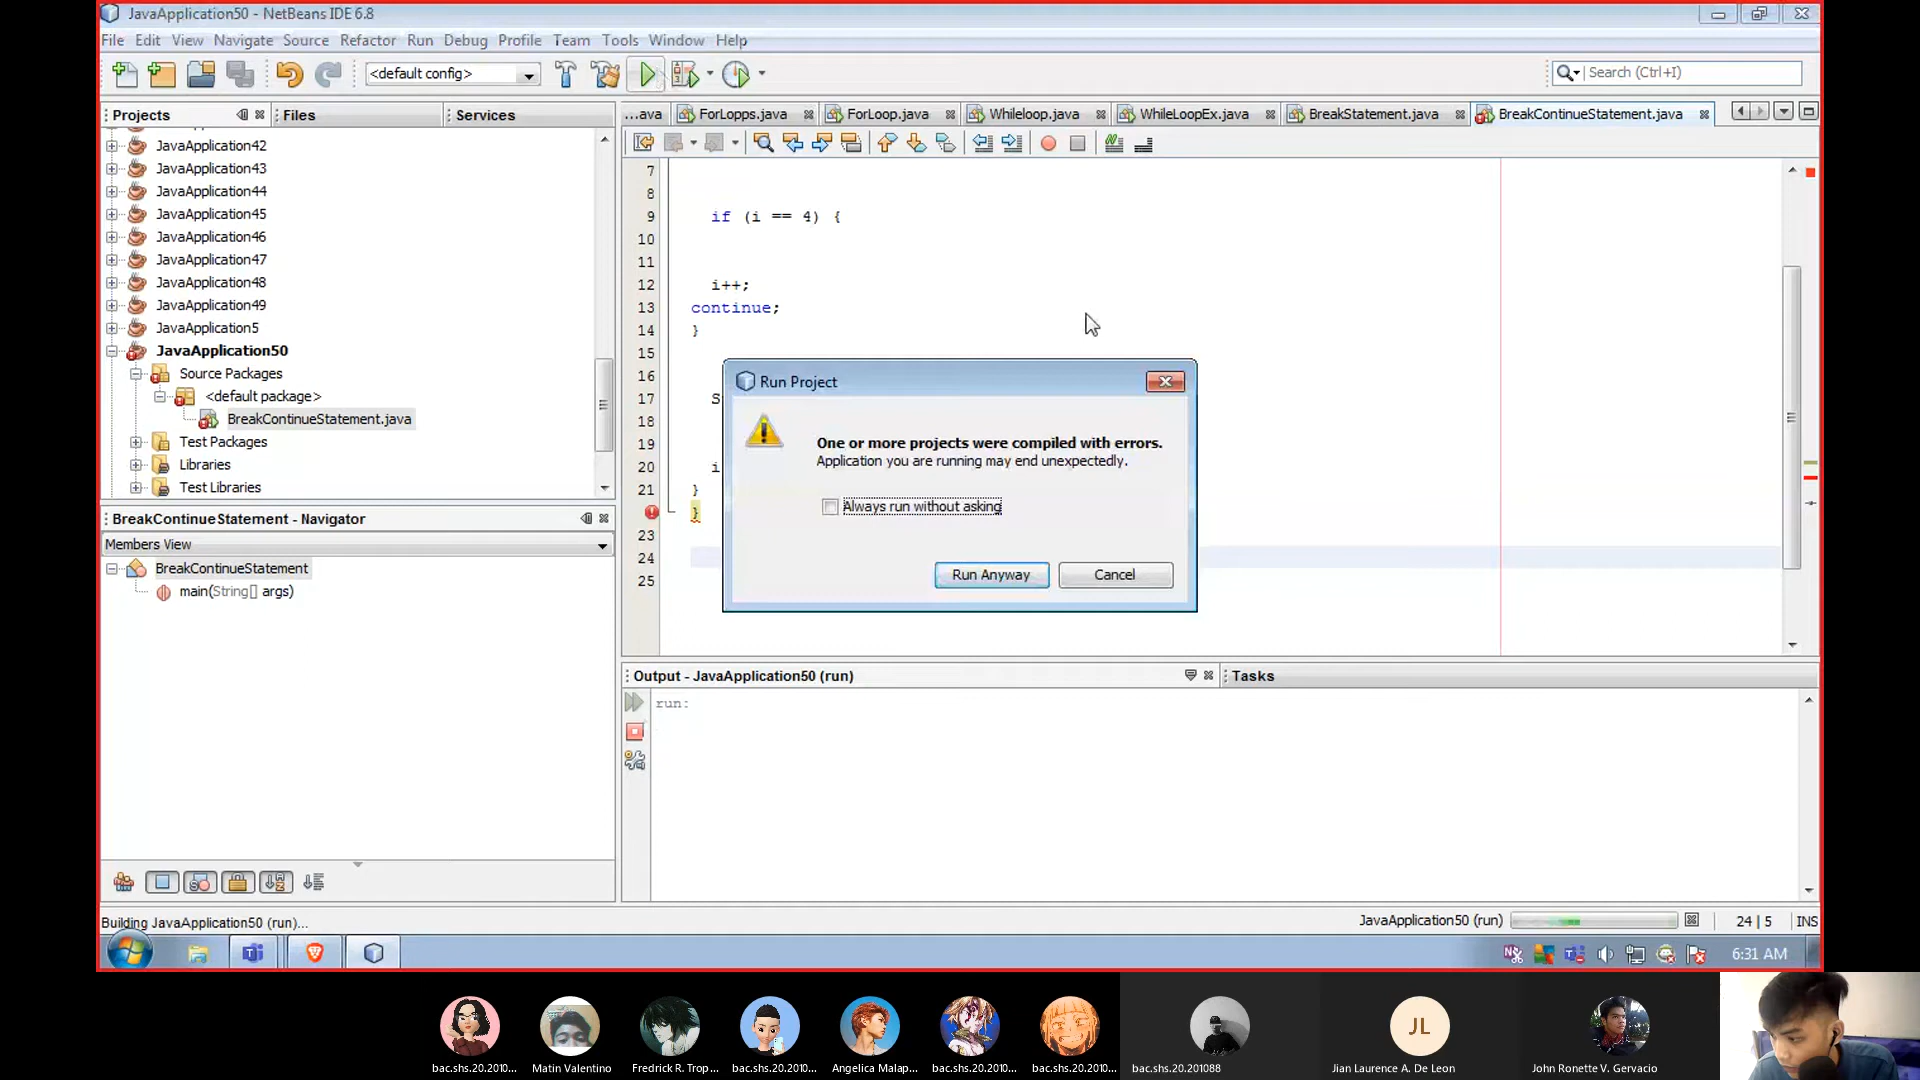 JavaApplication50 - NetBeans IDE 6.8
File Edit View Navigate Source Refactor Run Debug Profile Team Tools Window Help
<default config>
Search (Ctrl+I)
Projects Files Services
JavaApplication42
JavaApplication43
JavaApplication44
JavaApplication45
JavaApplication46
JavaApplication47
JavaApplication48
JavaApplication49
JavaApplication5
JavaApplication50
Source Packages
<default package>
BreakContinueStatement.java
Test Packages
Libraries
Test Libraries
BreakContinueStatement - Navigator
Members View
BreakContinueStatement
main(String[] args)
...ava ForLopps.java ForLoop.java Whileloop.java WhileLoopEx.java BreakStatement.java BreakContinueStatement.java
7
8
9 if (i == 4) {
10
11
12 i++;
13 continue;
14 }
15
16
17 S
18
19
20 i
21 }
}
23
24
25
Run Project
One or more projects were compiled with errors.
Application you are running may end unexpectedly.
Always run without asking
Run Anyway Cancel
Output - JavaApplication50 (run) Tasks
run:
Building JavaApplication50 (run)...
JavaApplication50 (run) 24 | 5 INS
6:31 AM
JL
bac.shs.20.2010... Matin Valentino Fredrick R. Trop... bac.shs.20.2010... Angelica Malap... bac.shs.20.2010... bac.shs.20.2010... bac.shs.20.201088 Jian Laurence A. De Leon John Ronette V. Gervacio